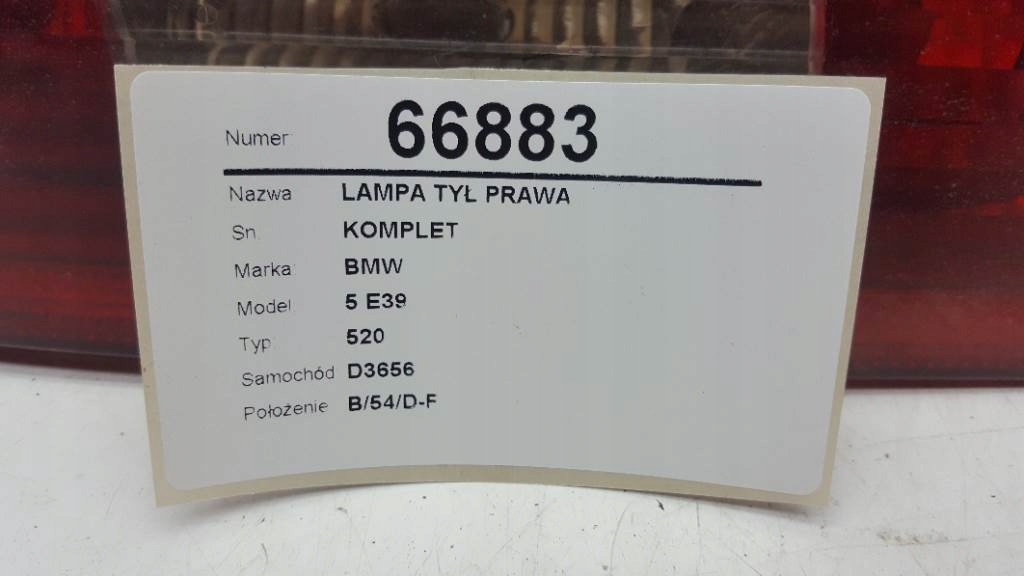 Numer 66883
Nazwa LAMPA TYŁ PRAWA
Sn. KOMPLET
Marka BMW
Model 5 E39
Typ 520
Samochód D3656
Położenie B/54/D-F